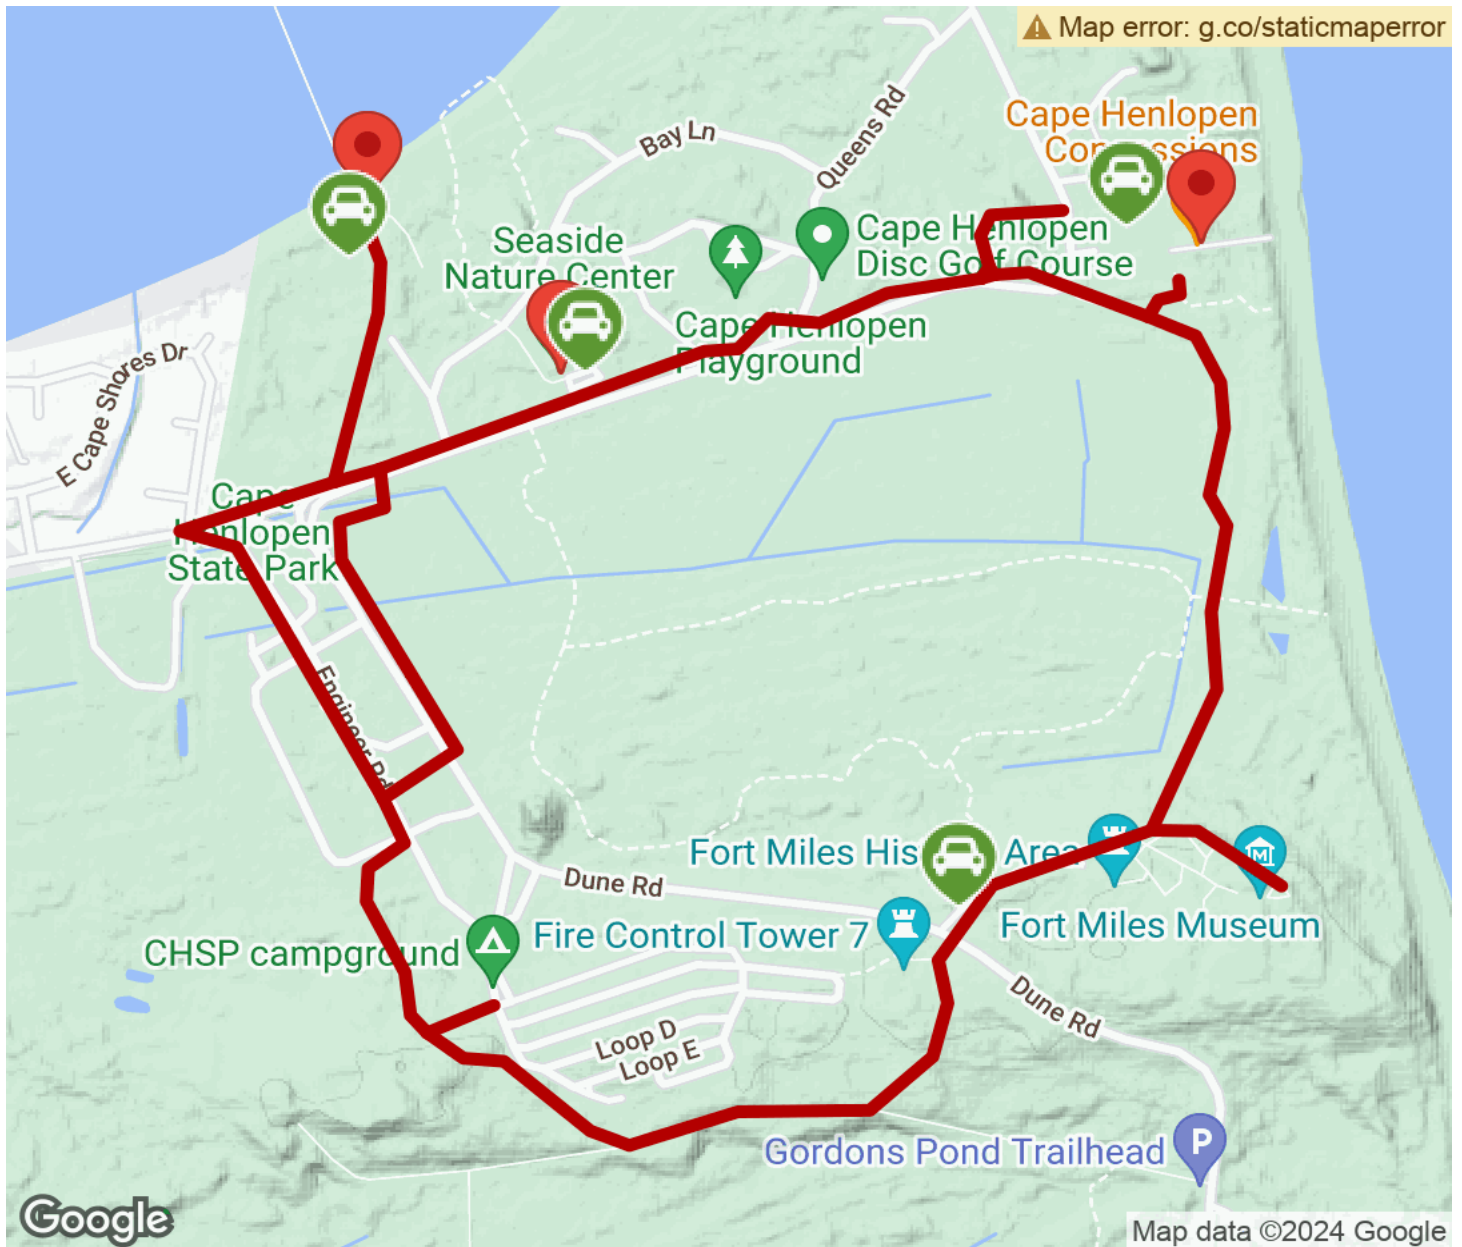 Map error: g.co/staticmaperror
Cape Henlopen
Concessions
Bay Ln
Queens Rd
Seaside
Nature Center
Cape Henlopen
Disc Golf Course
Cape Henlopen
Playground
E Cape Shores Dr
Cape
Henlopen
State Park
Engineer Rd
Fort Miles Historic Area
M
Dune Rd
Fort Miles Museum
Fire Control Tower 7
CHSP campground
Dune Rd
Loop D
Loop E
Gordons Pond Trailhead
P
Google
Map data ©2024 Google